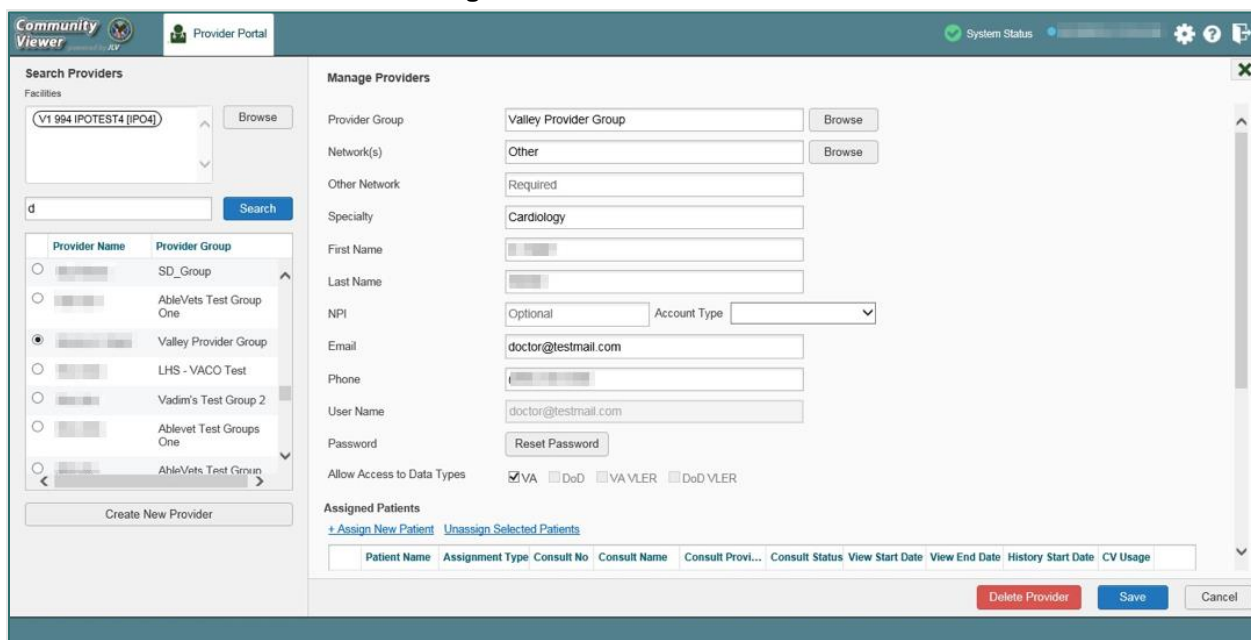 Community
Viewer powered by JLV
Provider Portal
System Status
Search Providers
Facilities
V1 994 IPOTEST4 [IPO4]
Browse
d
Search
Provider Name Provider Group
SD_Group
AbleVets Test Group
One
Valley Provider Group
LHS - VACO Test
Vadim's Test Group 2
Ablevet Test Groups
One
AbleVets Test Group
Create New Provider
Manage Providers
Provider Group Valley Provider Group Browse
Network(s) Other Browse
Other Network Required
Specialty Cardiology
First Name
Last Name
NPI Optional Account Type
Email doctor@testmail.com
Phone
User Name doctor@testmail.com
Password Reset Password
Allow Access to Data Types VA DoD VA VLER DoD VLER
Assigned Patients
+ Assign New Patient Unassign Selected Patients
Patient Name Assignment Type Consult No Consult Name Consult Provi... Consult Status View Start Date View End Date History Start Date CV Usage
Delete Provider Save Cancel